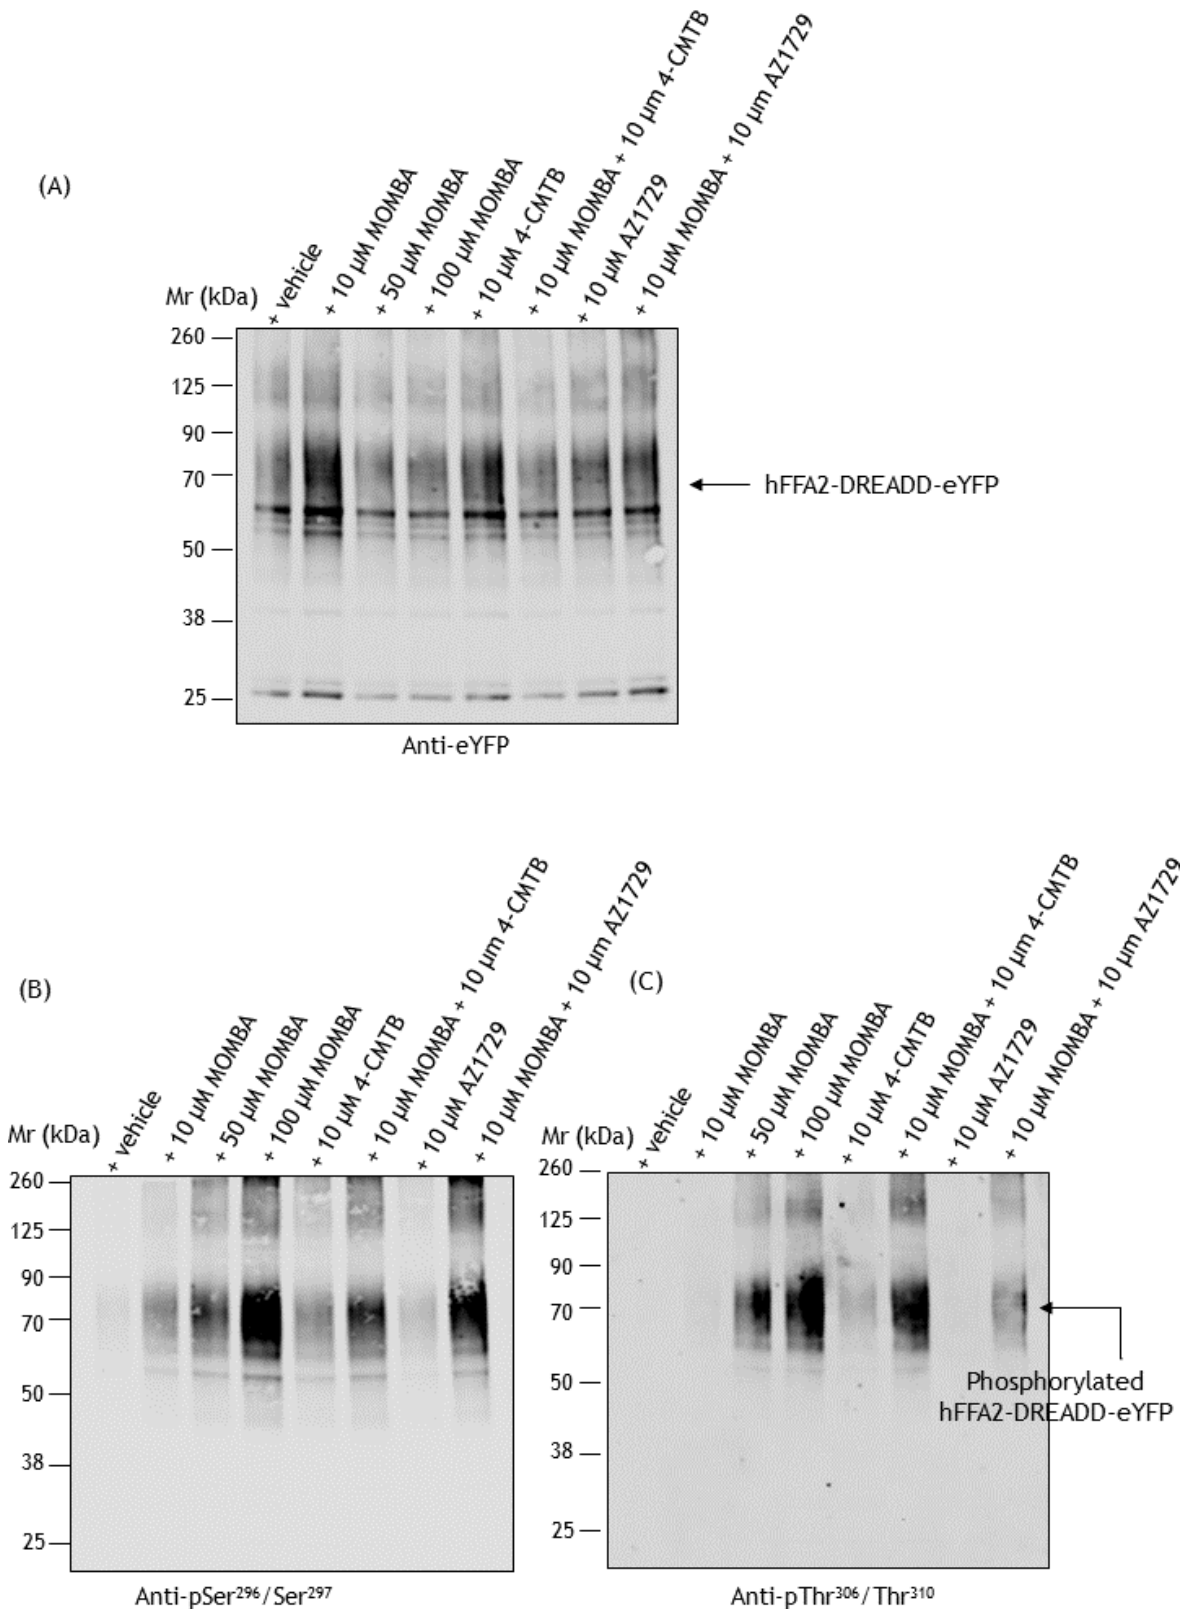 (A)
+ vehicle
+ 10 µM MOMBA
+ 50 µM MOMBA
+ 100 µM MOMBA
+ 10 µM 4-CMTB
+ 10 µM MOMBA + 10 µm 4-CMTB
+ 10 µM AZ1729
+ 10 µM MOMBA + 10 µm AZ1729
Mr (kDa)
260
125
90
70
50
38
25
hFFA2-DREADD-eYFP
Anti-eYFP
(B)
+ vehicle
+ 10 µM MOMBA
+ 50 µM MOMBA
+ 100 µM MOMBA
+ 10 µM 4-CMTB
+ 10 µM MOMBA + 10 µm 4-CMTB
+ 10 µM AZ1729
+ 10 µM MOMBA + 10 µm AZ1729
Mr (kDa)
260
125
90
70
50
38
25
Anti-pSer²⁹⁶/Ser²⁹⁷
(C)
+ vehicle
+ 10 µM MOMBA
+ 50 µM MOMBA
+ 100 µM MOMBA
+ 10 µM 4-CMTB
+ 10 µM MOMBA + 10 µm 4-CMTB
+ 10 µM AZ1729
+ 10 µM MOMBA + 10 µm AZ1729
Mr (kDa)
260
125
90
70
50
38
25
Phosphorylated
hFFA2-DREADD-eYFP
Anti-pThr³⁰⁶/Thr³¹⁰